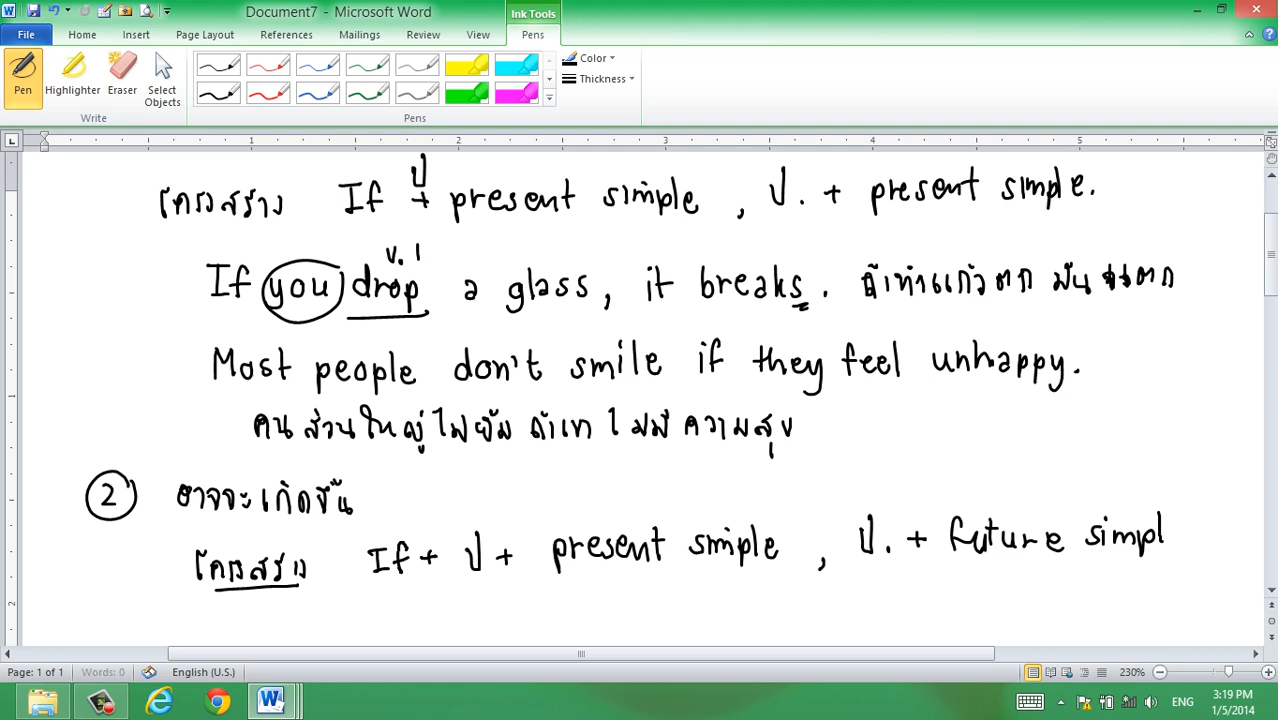 Document7 - Microsoft Word
Ink Tools
File Home Insert Page Layout References Mailings Review View Pens
Pen Highlighter Eraser Select Objects
Color
Thickness
Write Pens
1 2 3 4 5
ป
โครงสร้าง If + present simple , ป. + present simple.
v. 1
If you drop a glass, it breaks. ถ้าทำแก้วตก มันแตก
Most people don't smile if they feel unhappy.
คนส่วนใหญ่ไม่ยิ้ม ถ้าเขาไม่มีความสุข
2 อาจจะเกิดขึ้น
โครงสร้าง If + ป + present simple , ป. + future simpl
Page: 1 of 1 Words: 0 English (U.S.) 230%
ENG 3:19 PM
1/5/2014